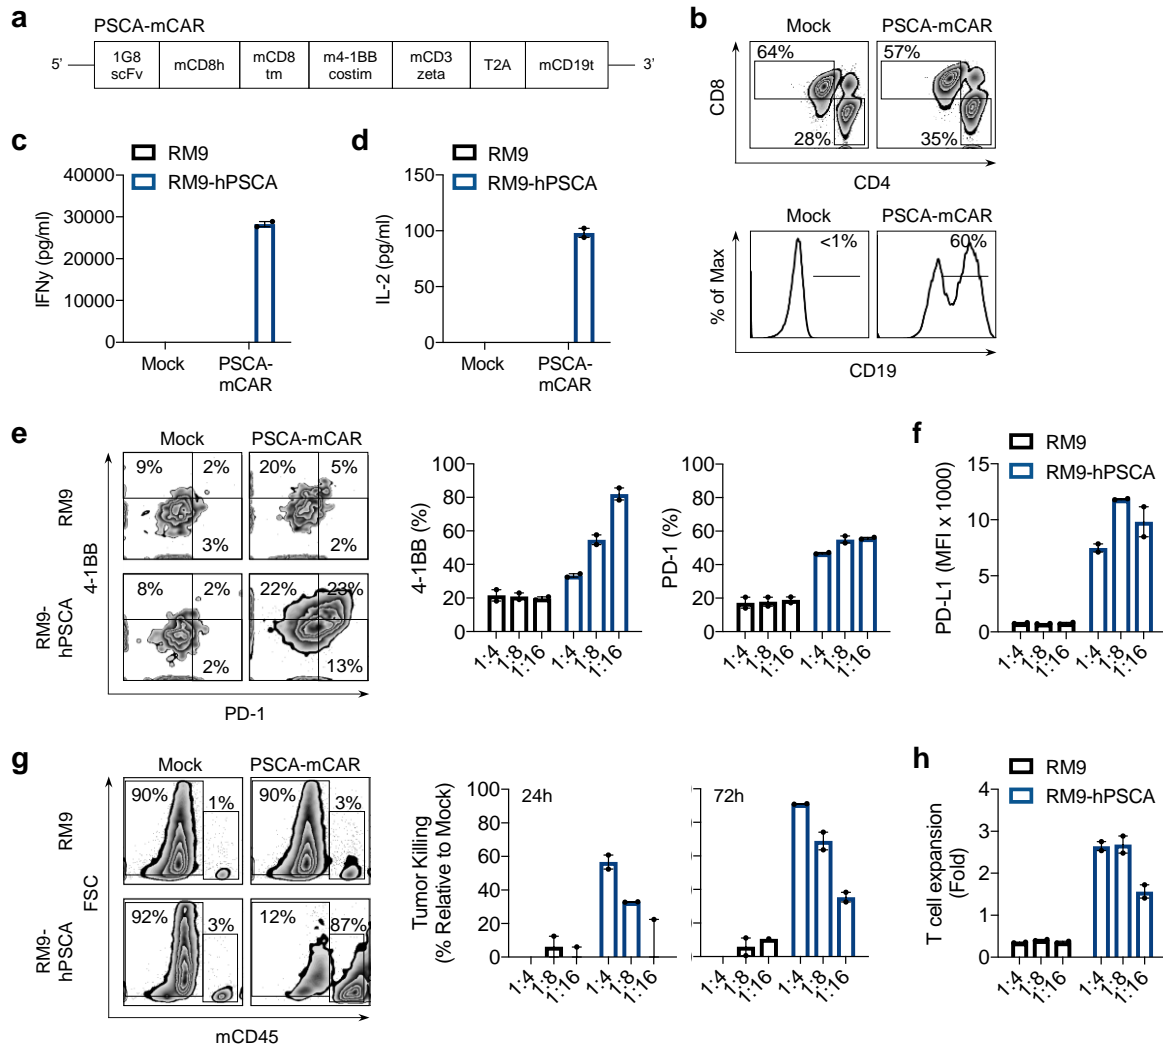 a
PSCA-mCAR
5'
1G8 scFv
mCD8h
mCD8 tm
m4-1BB costim
mCD3 zeta
T2A
mCD19t
3'
b
Mock
PSCA-mCAR
64%
57%
28%
35%
CD8
CD4
Mock
PSCA-mCAR
<1%
60%
% of Max
CD19
c
RM9
RM9-hPSCA
40000
30000
20000
10000
0
IFNy (pg/ml)
Mock
PSCA-
mCAR
d
RM9
RM9-hPSCA
150
100
50
0
IL-2 (pg/ml)
Mock
PSCA-
mCAR
e
Mock
PSCA-mCAR
RM9
9%
2%
20%
5%
3%
2%
RM9-
hPSCA
8%
2%
22%
23%
2%
13%
4-1BB
PD-1
100
80
60
40
20
0
4-1BB (%)
1:4
1:8
1:16
1:4
1:8
1:16
100
80
60
40
20
0
PD-1 (%)
1:4
1:8
1:16
1:4
1:8
1:16
f
RM9
RM9-hPSCA
15
10
5
0
PD-L1 (MFI x 1000)
1:4
1:8
1:16
1:4
1:8
1:16
g
Mock
PSCA-mCAR
RM9
90%
1%
90%
3%
RM9-
hPSCA
92%
3%
12%
87%
FSC
mCD45
100
80
60
40
20
0
Tumor Killing
(% Relative to Mock)
24h
1:4
1:8
1:16
1:4
1:8
1:16
72h
1:4
1:8
1:16
1:4
1:8
1:16
h
RM9
RM9-hPSCA
4
3
2
1
0
T cell expansion
(Fold)
1:4
1:8
1:16
1:4
1:8
1:16